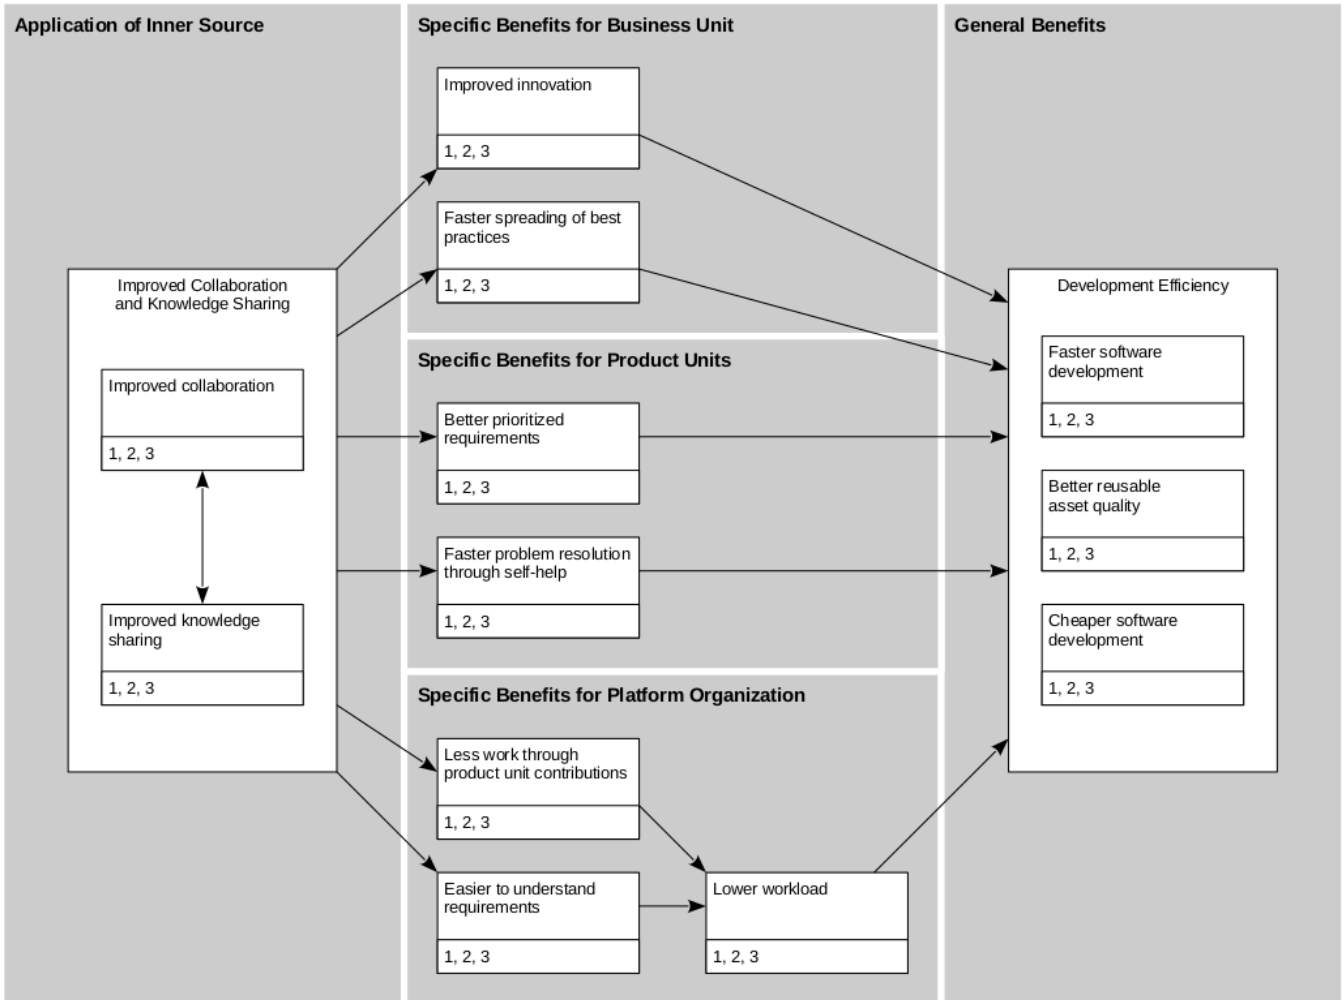 Application of Inner Source
Improved Collaboration
and Knowledge Sharing
Improved collaboration
1, 2, 3
Improved knowledge
sharing
1, 2, 3
Specific Benefits for Business Unit
Improved innovation
1, 2, 3
Faster spreading of best
practices
1, 2, 3
Specific Benefits for Product Units
Better prioritized
requirements
1, 2, 3
Faster problem resolution
through self-help
1, 2, 3
Specific Benefits for Platform Organization
Less work through
product unit contributions
1, 2, 3
Easier to understand
requirements
1, 2, 3
Lower workload
1, 2, 3
General Benefits
Development Efficiency
Faster software
development
1, 2, 3
Better reusable
asset quality
1, 2, 3
Cheaper software
development
1, 2, 3